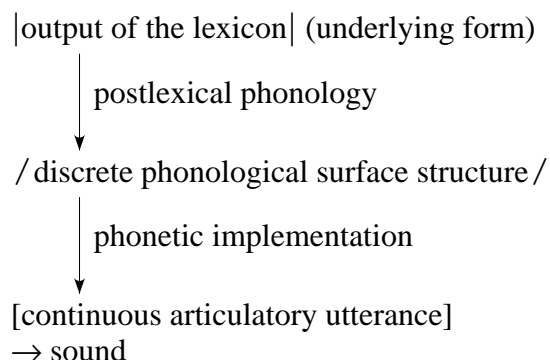 |output of the lexicon| (underlying form)
postlexical phonology
/discrete phonological surface structure/
phonetic implementation
[continuous articulatory utterance]
→ sound